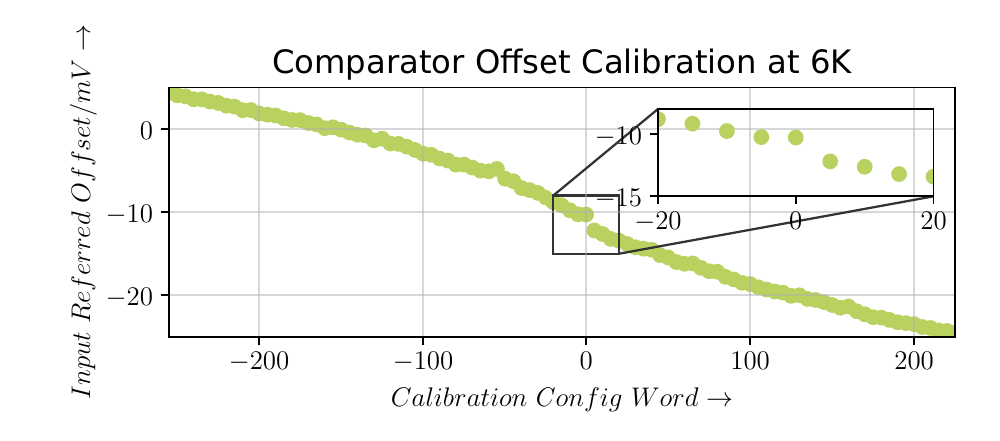 Comparator Offset Calibration at 6K
Input Referred Offset/mV →
0
−10
−20
−10
−15
−20 0 20
−200 −100 0 100 200
Calibration Config Word →